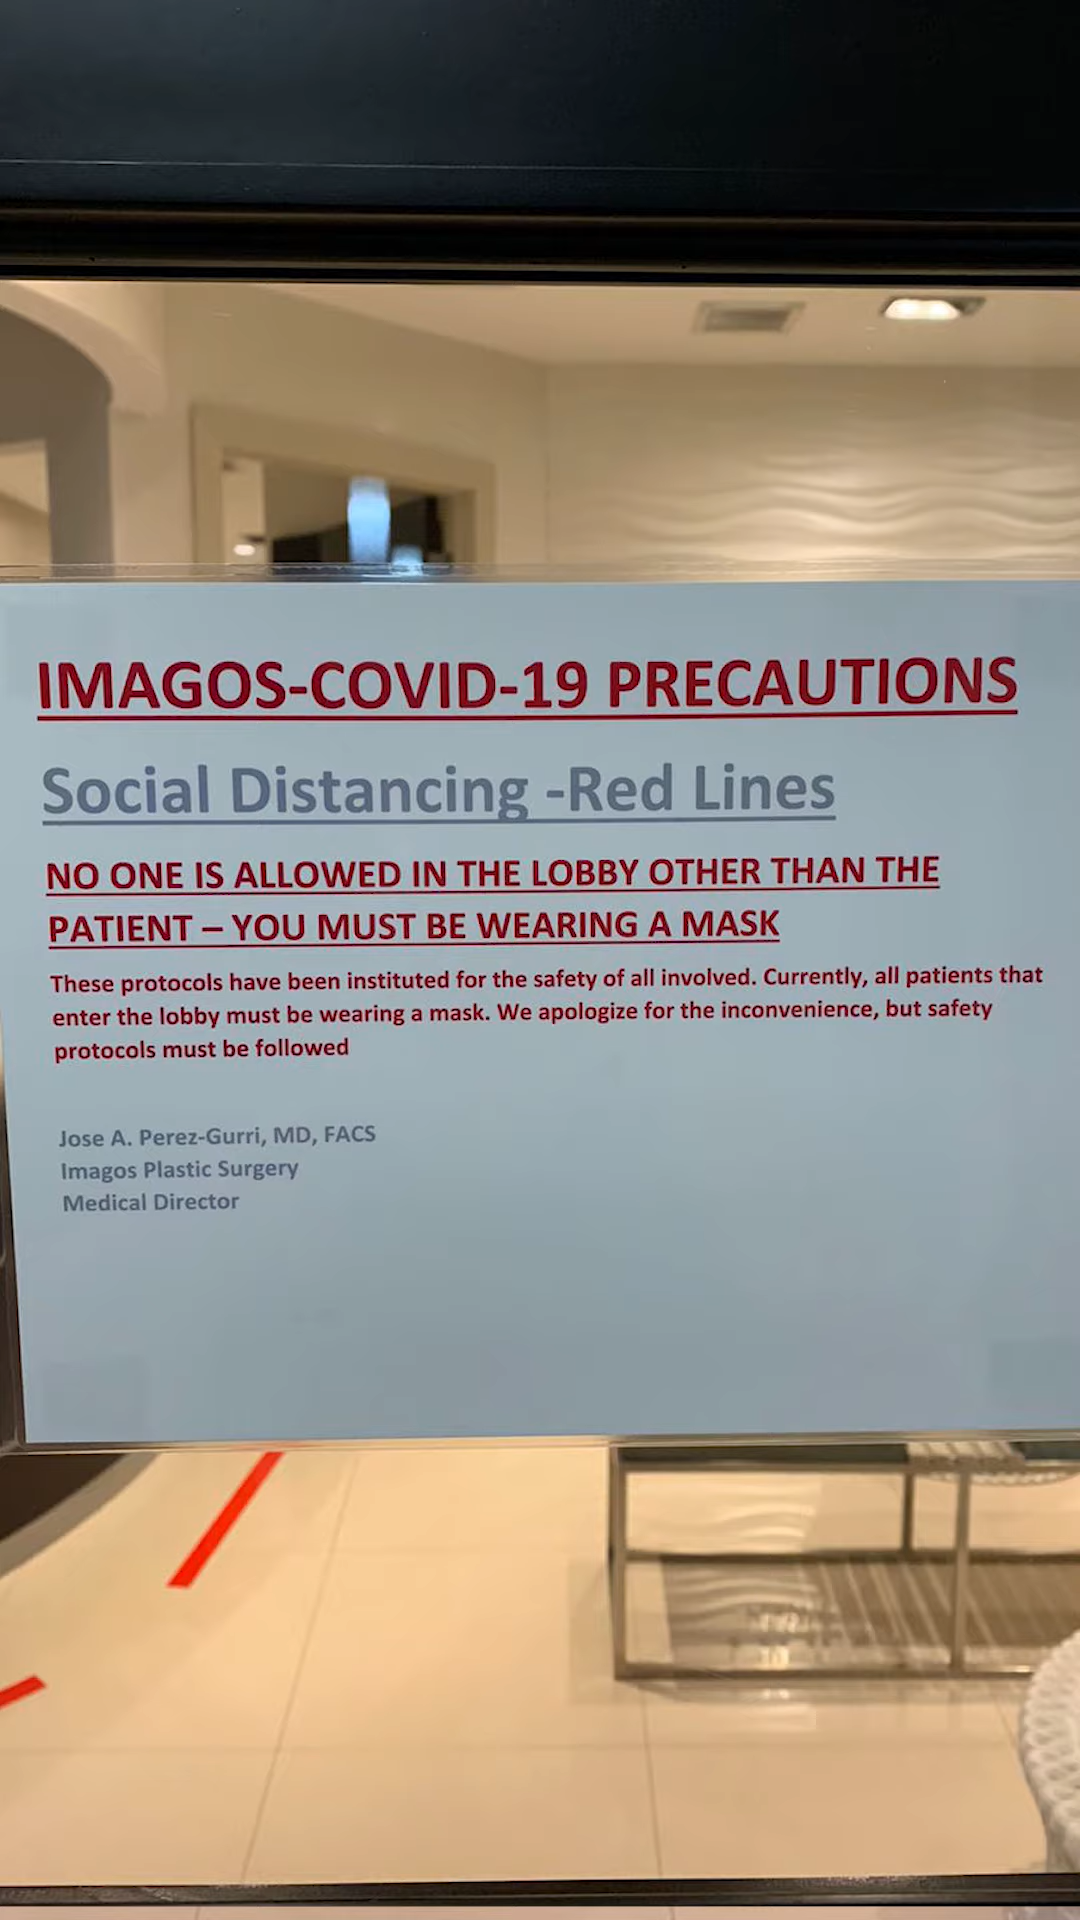 IMAGOS-COVID-19 PRECAUTIONS
Social Distancing -Red Lines
NO ONE IS ALLOWED IN THE LOBBY OTHER THAN THE
PATIENT – YOU MUST BE WEARING A MASK
These protocols have been instituted for the safety of all involved. Currently, all patients that
enter the lobby must be wearing a mask. We apologize for the inconvenience, but safety
protocols must be followed
Jose A. Perez-Gurri, MD, FACS
Imagos Plastic Surgery
Medical Director